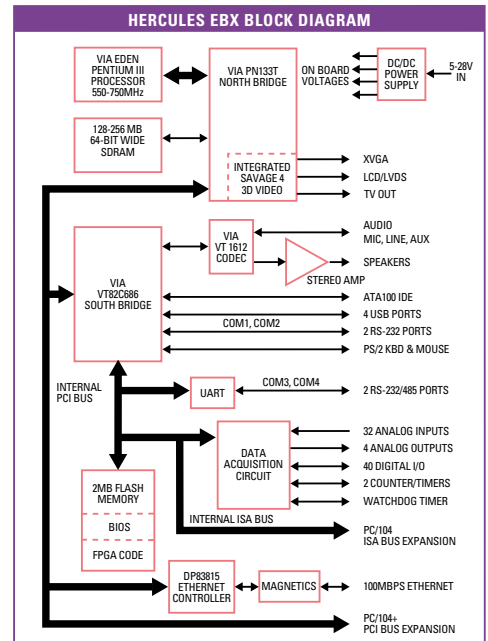 HERCULES EBX BLOCK DIAGRAM
VIA EDEN
PENTIUM III
PROCESSOR
550-750MHz
VIA PN133T
NORTH BRIDGE
ON BOARD
VOLTAGES
DC/DC
POWER
SUPPLY
5-28V
IN
128-256 MB
64-BIT WIDE
SDRAM
INTEGRATED
SAVAGE 4
3D VIDEO
XVGA
LCD/LVDS
TV OUT
VIA
VT82C686
SOUTH BRIDGE
VIA
VT 1612
CODEC
STEREO AMP
AUDIO
MIC, LINE, AUX
SPEAKERS
ATA100 IDE
4 USB PORTS
COM1, COM2
2 RS-232 PORTS
PS/2 KBD & MOUSE
INTERNAL
PCI BUS
UART
COM3, COM4
2 RS-232/485 PORTS
DATA
ACQUISITION
CIRCUIT
32 ANALOG INPUTS
4 ANALOG OUTPUTS
40 DIGITAL I/O
2 COUNTER/TIMERS
WATCHDOG TIMER
2MB FLASH
MEMORY
BIOS
FPGA CODE
INTERNAL ISA BUS
PC/104
ISA BUS EXPANSION
DP83815
ETHERNET
CONTROLLER
MAGNETICS
100MBPS ETHERNET
PC/104+
PCI BUS EXPANSION